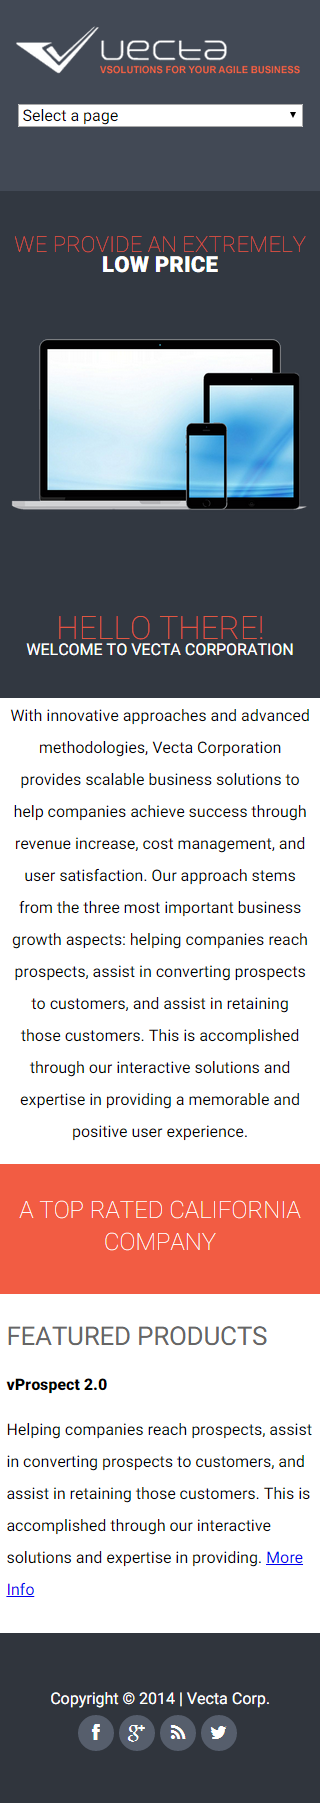 vecta
VSOLUTIONS FOR YOUR AGILE BUSINESS
Select a page
WE PROVIDE AN EXTREMELY
LOW PRICE
HELLO THERE!
WELCOME TO VECTA CORPORATION
With innovative approaches and advanced
methodologies, Vecta Corporation
provides scalable business solutions to
help companies achieve success through
revenue increase, cost management, and
user satisfaction. Our approach stems
from the three most important business
growth aspects: helping companies reach
prospects, assist in converting prospects
to customers, and assist in retaining
those customers. This is accomplished
through our interactive solutions and
expertise in providing a memorable and
positive user experience.
A TOP RATED CALIFORNIA
COMPANY
FEATURED PRODUCTS
vProspect 2.0
Helping companies reach prospects, assist
in converting prospects to customers, and
assist in retaining those customers. This is
accomplished through our interactive
solutions and expertise in providing. More
Info
Copyright © 2014 | Vecta Corp.